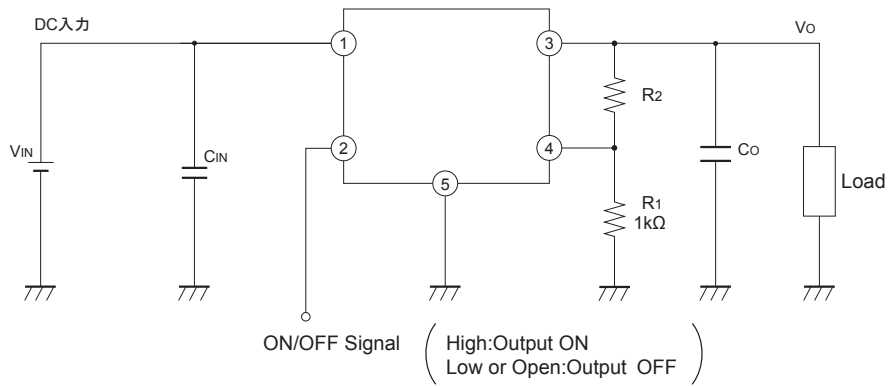 DC入力
1
3
VO
R2
VIN
CIN
2
4
CO
5
R1
1kΩ
Load
ON/OFF Signal
High:Output ON
Low or Open:Output OFF